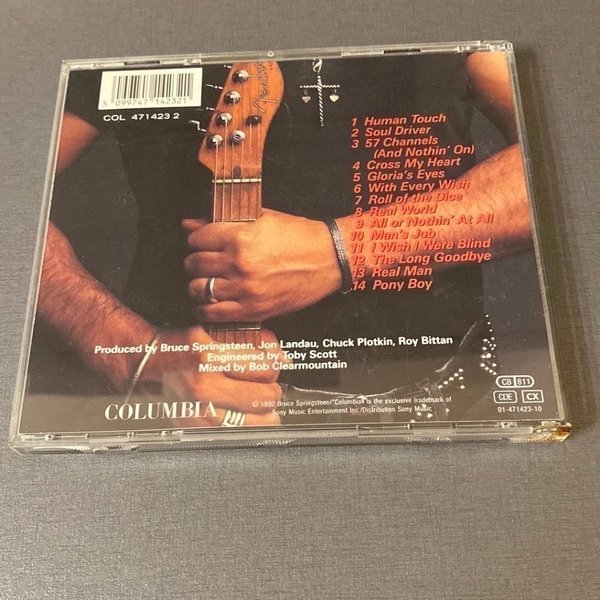 5 099747 142321
COL 471423 2
1 Human Touch
2 Soul Driver
3 57 Channels
(And Nothin' On)
4 Cross My Heart
5 Gloria's Eyes
6 With Every Wish
7 Roll of the Dice
8 Real World
9 All or Nothin' At All
10 Man's Job
11 I Wish I Were Blind
12 The Long Goodbye
13 Real Man
14 Pony Boy
Produced by Bruce Springsteen, Jon Landau, Chuck Plotkin, Roy Bittan
Engineered by Toby Scott
Mixed by Bob Clearmountain
COLUMBIA
© 1992 Bruce Springsteen/"Columbia" is the exclusive trademark of
Sony Music Entertainment Inc./Distribution Sony Music
CB 811
CDE CX
01-471423-10